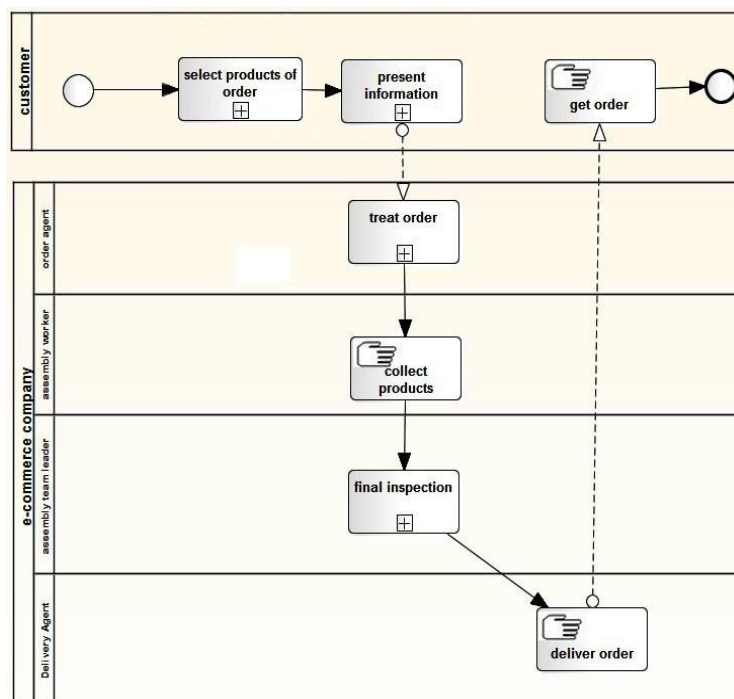 customer
select products of
order
present
information
get order
e-commerce company
order agent
treat order
assembly worker
collect
products
assembly team leader
final inspection
Delivery Agent
deliver order